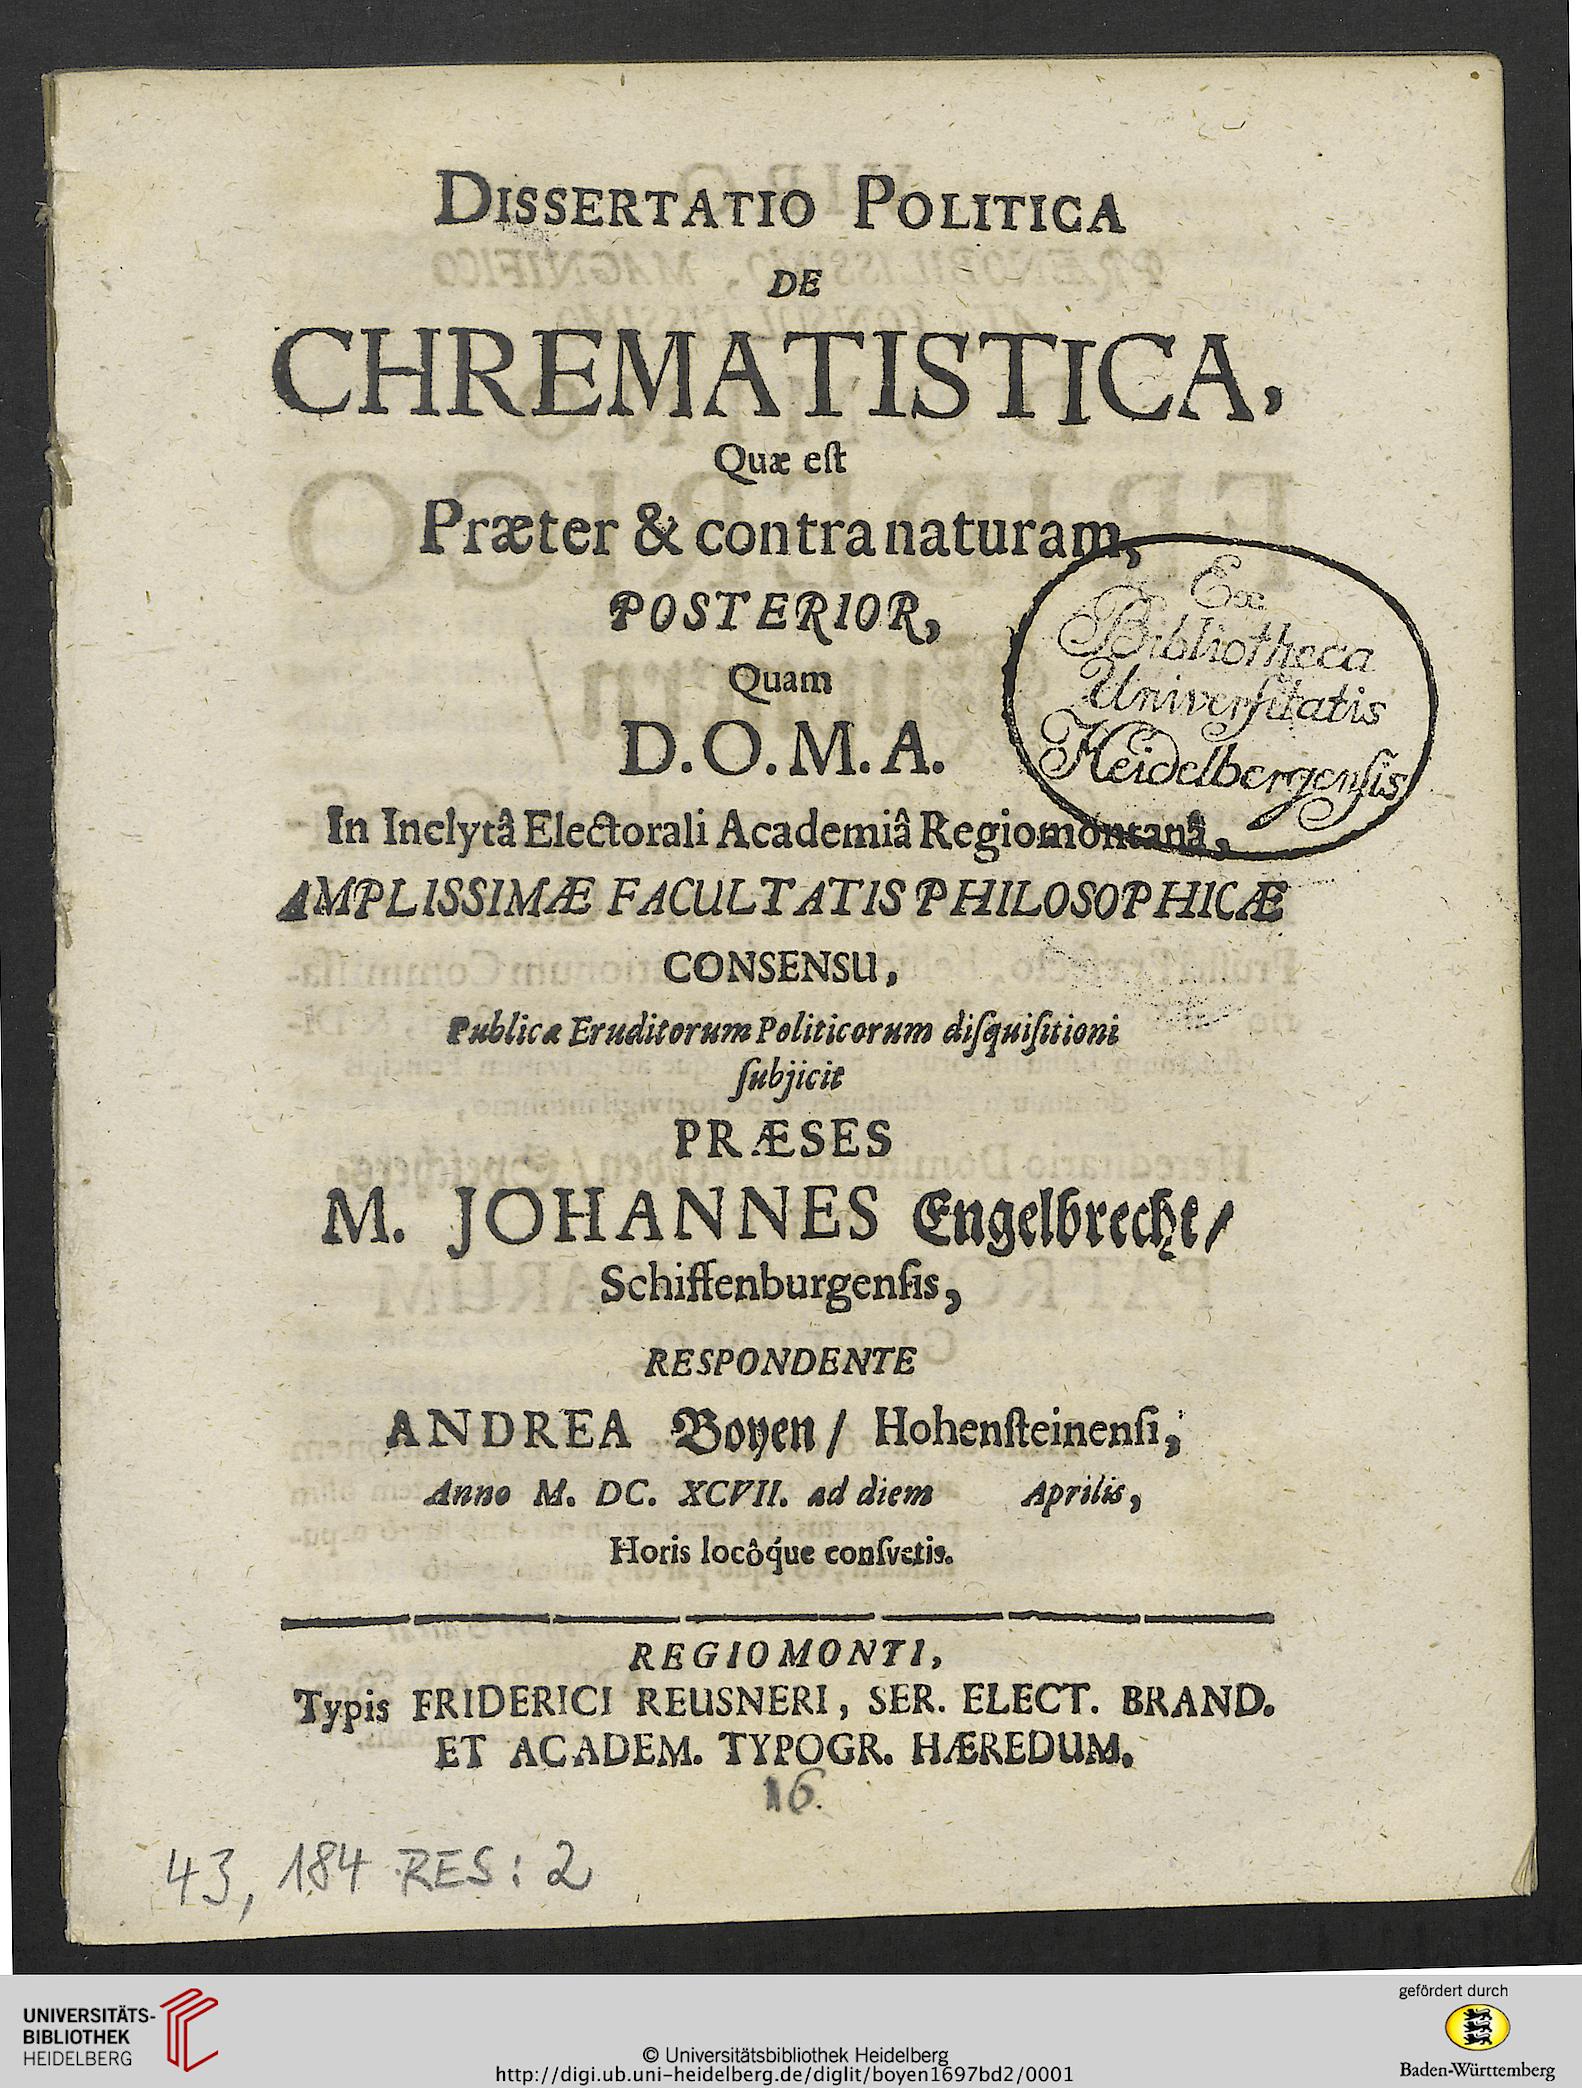 DISSERTATIO POLITICA
DE
CHREMATISTICA,
Quæ eſt
Præter & contra naturam,
POSTERIOR,
Quam
D.O.M.A.
In Inclytâ Electorali Academiâ Regiomontanâ,
AMPLISSIMÆ FACULTATIS PHILOSOPHICÆ
CONSENSU,
Publicæ Eruditorum Politicorum diſquiſitioni
ſubjicit
PRÆSES
M. JOHANNES Engelbrecht/
Schiffenburgenſis,
RESPONDENTE
ANDREA Boyen / Hohenſteinenſi,
Anno M. DC. XCVII. ad diem Aprilis,
Horis locôq́ue conſvetis.
REGIOMONTI,
Typis FRIDERICI REUSNERI, SER. ELECT. BRAND.
ET ACADEM. TYPOGR. HÆREDUM.
16.
43, 184 RES: 2
Ex
Bibliotheca
Univerſitatis
Heidelbergenſis
UNIVERSITÄTS-
BIBLIOTHEK
HEIDELBERG
© Universitätsbibliothek Heidelberg
http://digi.ub.uni-heidelberg.de/diglit/boyen1697bd2/0001
gefördert durch
Baden-Württemberg